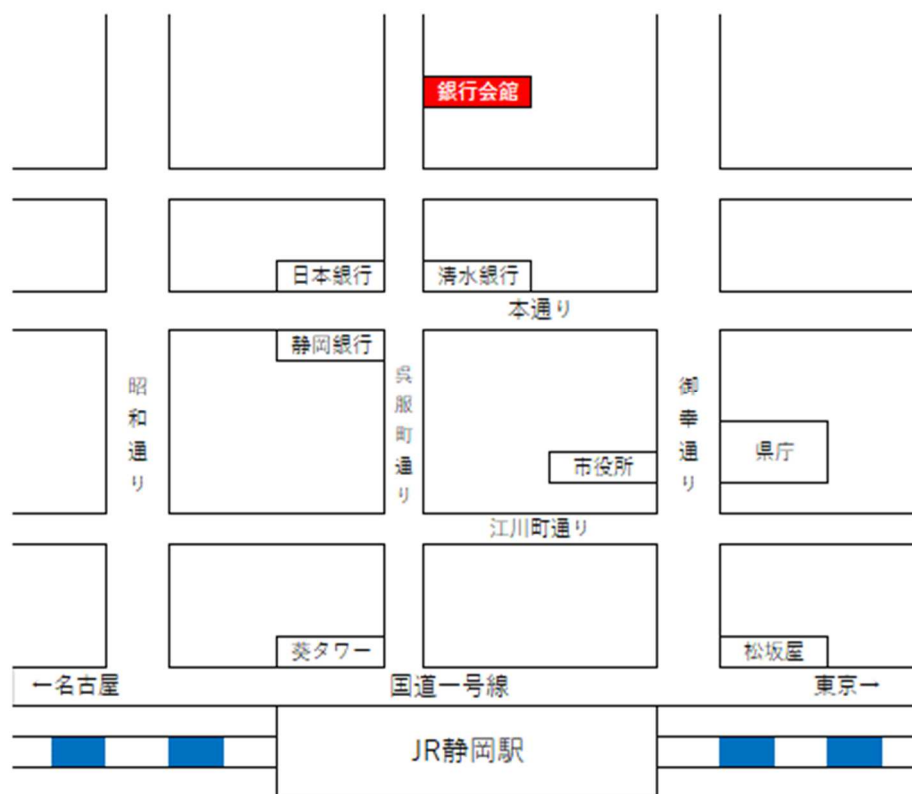 銀行会館
日本銀行
清水銀行
本通り
静岡銀行
昭和通り
呉服町通り
御幸通り
県庁
市役所
江川町通り
葵タワー
松坂屋
←名古屋
国道一号線
東京→
JR静岡駅